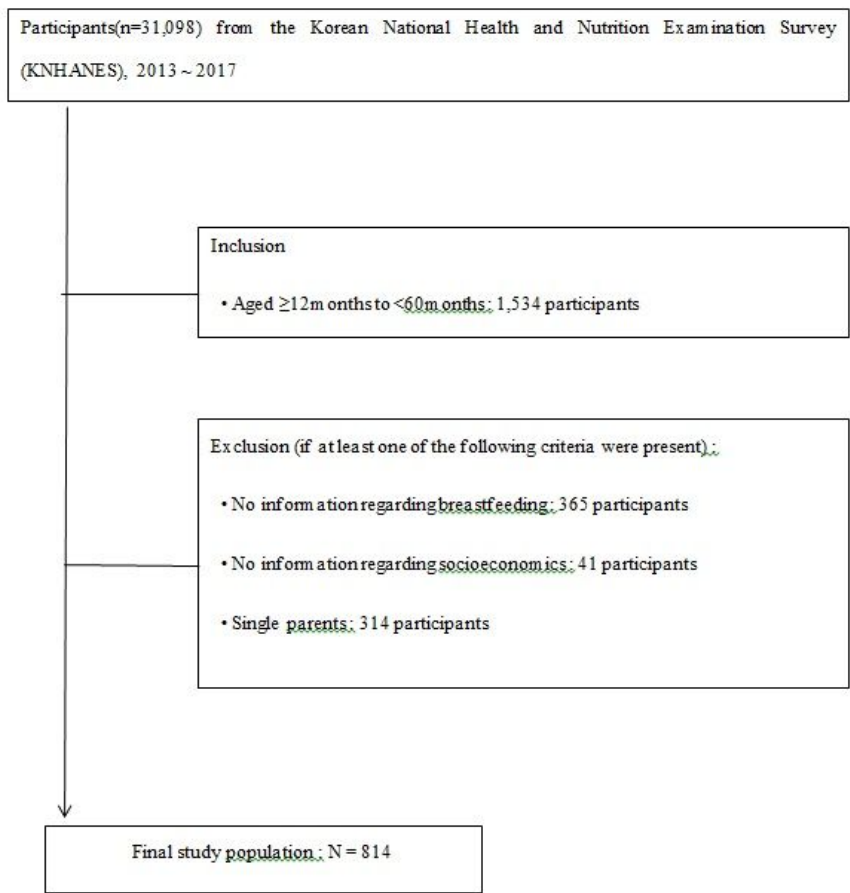 Participants(n=31,098) from the Korean National Health and Nutrition Examination Survey
(KNHANES), 2013 ~ 2017
Inclusion
• Aged ≥12months to <60months; 1,534 participants
Exclusion (if at least one of the following criteria were present) ;
• No information regarding breastfeeding; 365 participants
• No information regarding socioeconomics; 41 participants
• Single parents; 314 participants
Final study population ; N = 814